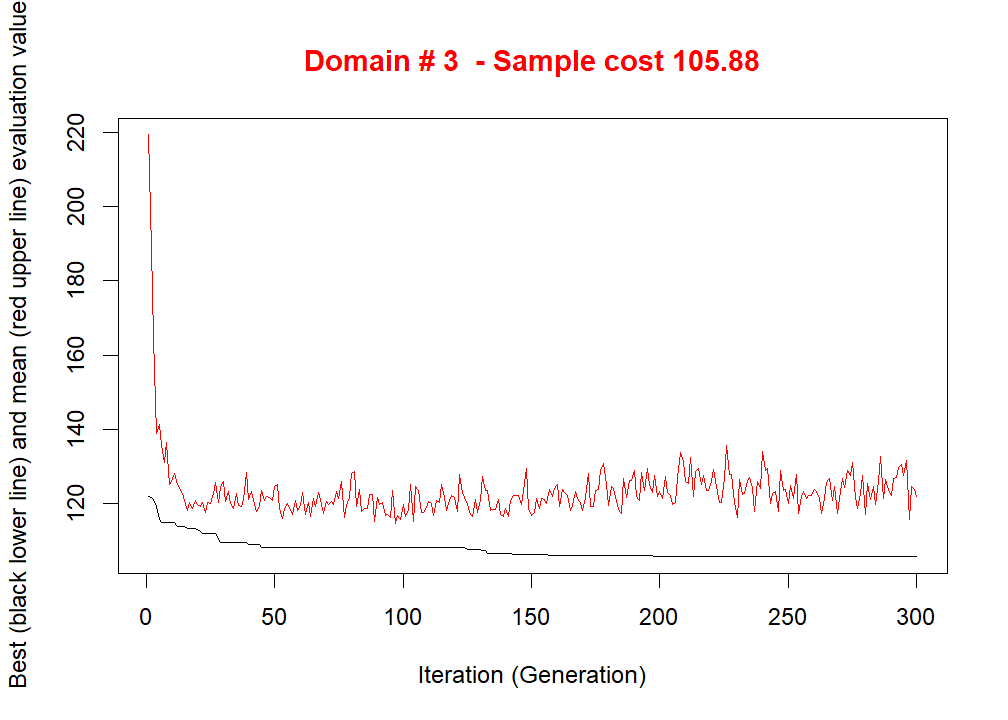 Domain # 3  - Sample cost 105.88
Best (black lower line) and mean (red upper line) evaluation value
220
200
180
160
140
120
0 50 100 150 200 250 300
Iteration (Generation)